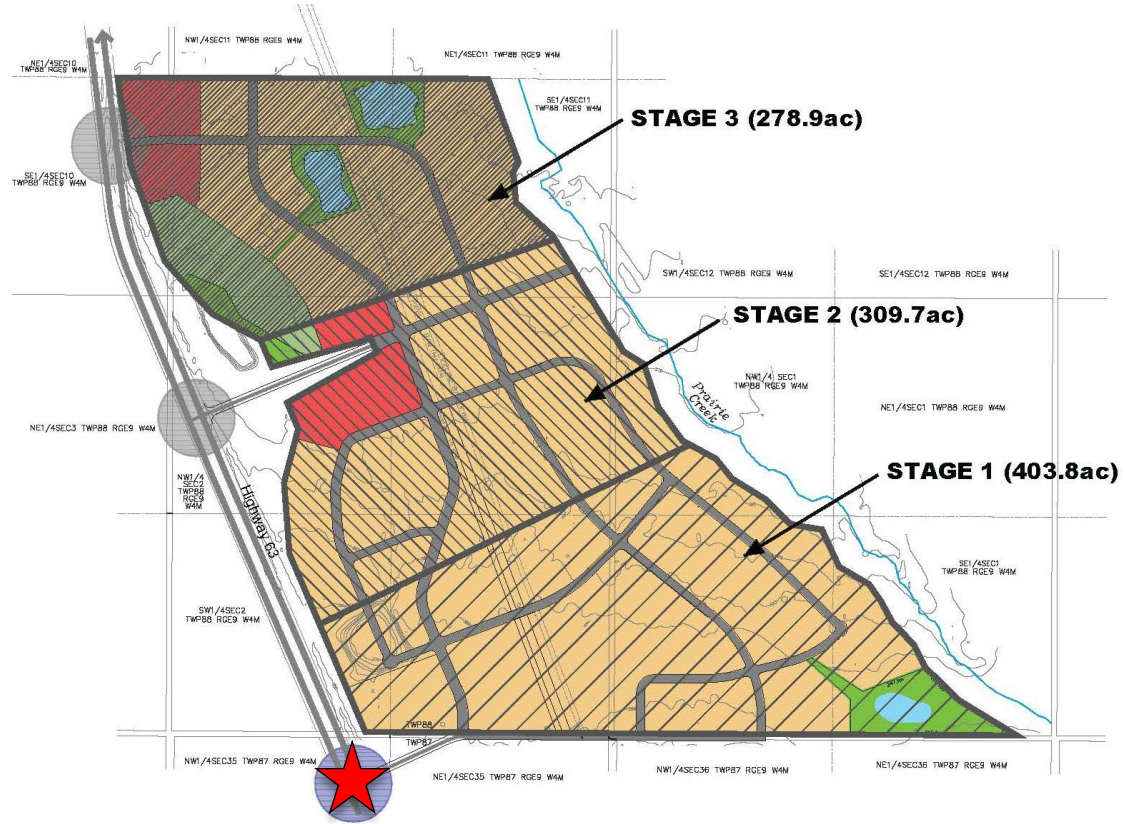 NW1/4SEC11 TWP88 RGE9 W4M
NE1/4SEC11 TWP88 RGE9 W4M
NE1/4SEC10
TWP88 RGE9 W4M
SE1/4SEC11
TWP88 RGE9 W4M
STAGE 3 (278.9ac)
SE1/4SEC10
TWP88 RGE9 W4M
SW1/4SEC12 TWP88 RGE9 W4M
SE1/4SEC12 TWP88 RGE9 W4M
STAGE 2 (309.7ac)
NW1/4 SEC1
TWP88 RGE9 W4M
Prairie
Creek
NE1/4SEC1 TWP88 RGE9 W4M
NE1/4SEC3 TWP88 RGE9 W4M
STAGE 1 (403.8ac)
NW1/4
SEC2
TWP88
RGE9
W4M
Highway 63
SE1/4SEC1
TWP88 RGE9 W4M
SW1/4SEC2
TWP88 RGE9 W4M
TWP88
TWP87
NW1/4SEC35 TWP87 RGE9 W4M
NE1/4SEC35 TWP87 RGE9 W4M
NW1/4SEC36 TWP87 RGE9 W4M
NE1/4SEC36 TWP87 RGE9 W4M